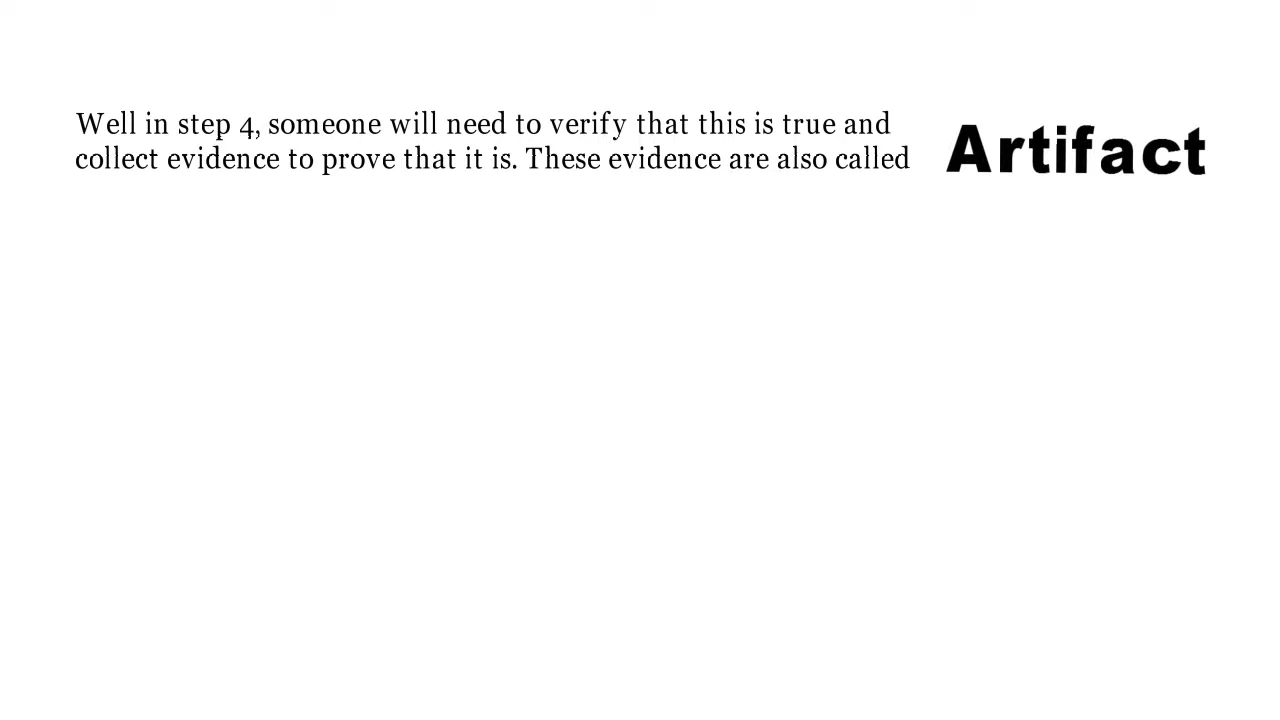 Well in step 4, someone will need to verify that this is true and
collect evidence to prove that it is. These evidence are also called Artifact